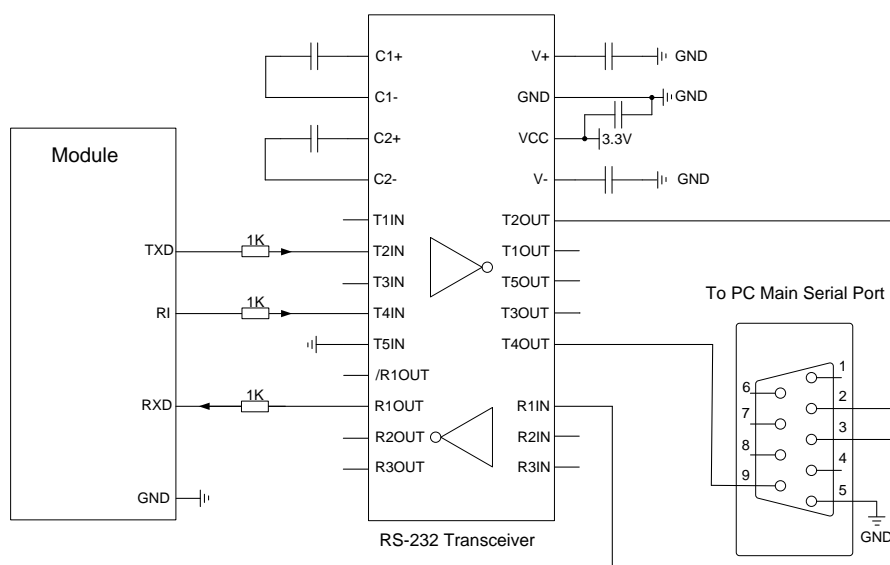 Module
TXD
RI
RXD
GND
1K
1K
1K
C1+
C1-
C2+
C2-
T1IN
T2IN
T3IN
T4IN
T5IN
/R1OUT
R1OUT
R2OUT
R3OUT
V+
GND
VCC
V-
T2OUT
T1OUT
T5OUT
T3OUT
T4OUT
R1IN
R2IN
R3IN
RS-232 Transceiver
GND
GND
3.3V
GND
To PC Main Serial Port
6
7
8
9
1
2
3
4
5
GND